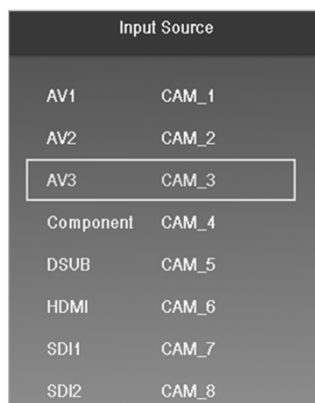 Input Source
AV1 CAM_1
AV2 CAM_2
AV3 CAM_3
Component CAM_4
DSUB CAM_5
HDMI CAM_6
SDI1 CAM_7
SDI2 CAM_8